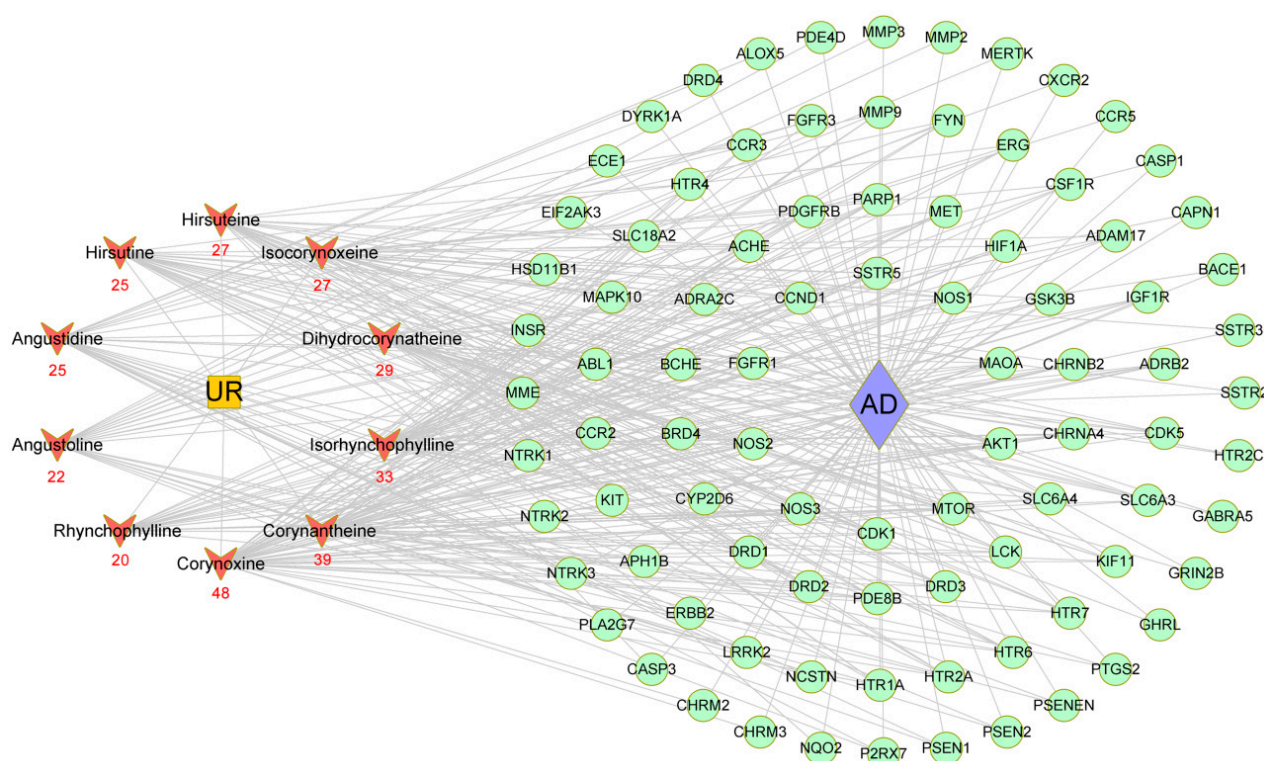 MMP3
PDE4D
MMP2
ALOX5
MERTK
DRD4
CXCR2
DYRK1A
FGFR3
MMP9
FYN
CCR5
CCR3
ERG
ECE1
CASP1
HTR4
CSF1R
EIF2AK3
PDGFRB
PARP1
MET
CAPN1
SLC18A2
ADAM17
Hirsuteine
27
ACHE
HIF1A
Hirsutine
25
Isocorynoxeine
27
HSD11B1
SSTR5
BACE1
MAPK10
ADRA2C
CCND1
NOS1
GSK3B
IGF1R
INSR
SSTR3
Angustidine
25
Dihydrocorynatheine
29
ABL1
BCHE
FGFR1
MAOA
CHRNB2
ADRB2
UR
MME
AD
SSTR2
CCR2
BRD4
NOS2
AKT1
CHRNA4
CDK5
Angustoline
22
Isorhynchophylline
33
NTRK1
HTR2C
KIT
CYP2D6
NOS3
MTOR
SLC6A4
SLC6A3
NTRK2
GABRA5
Rhynchophylline
20
Corynantheine
39
CDK1
Corynoxine
48
APH1B
DRD1
LCK
KIF11
NTRK3
GRIN2B
DRD2
PDE8B
DRD3
ERBB2
HTR7
PLA2G7
GHRL
LRRK2
HTR6
CASP3
NCSTN
HTR1A
HTR2A
PTGS2
CHRM2
PSENEN
CHRM3
PSEN2
NQO2
P2RX7
PSEN1